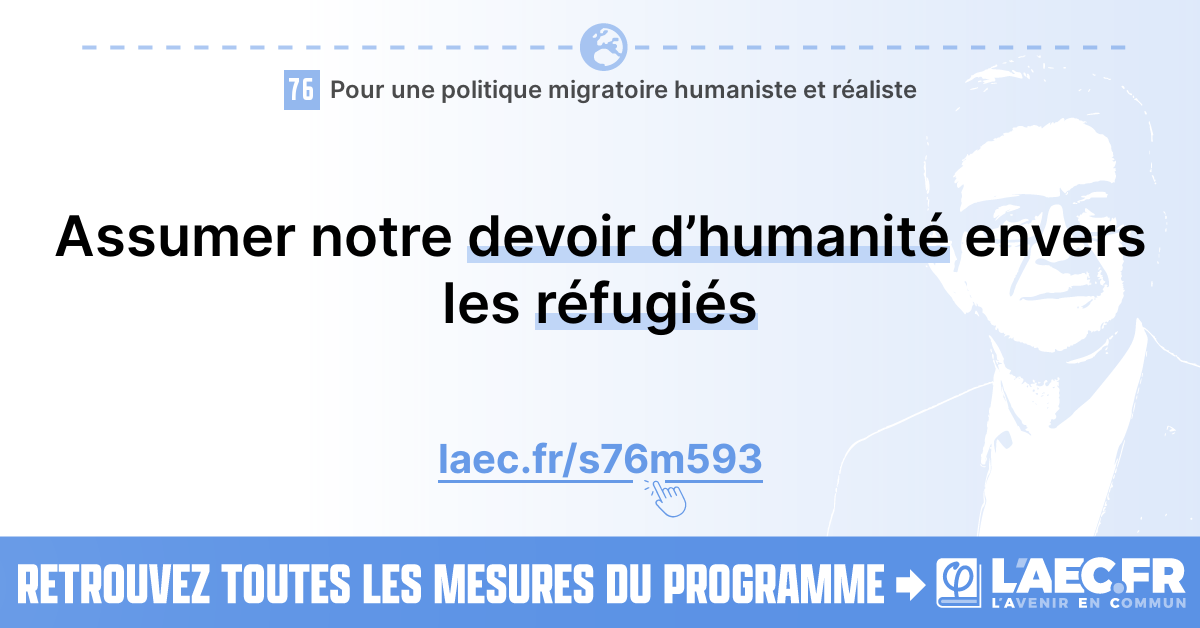 76 Pour une politique migratoire humaniste et réaliste
Assumer notre devoir d’humanité envers
les réfugiés
laec.fr/s76m593
RETROUVEZ TOUTES LES MESURES DU PROGRAMME
φ L'AEC.FR
L'AVENIR EN COMMUN